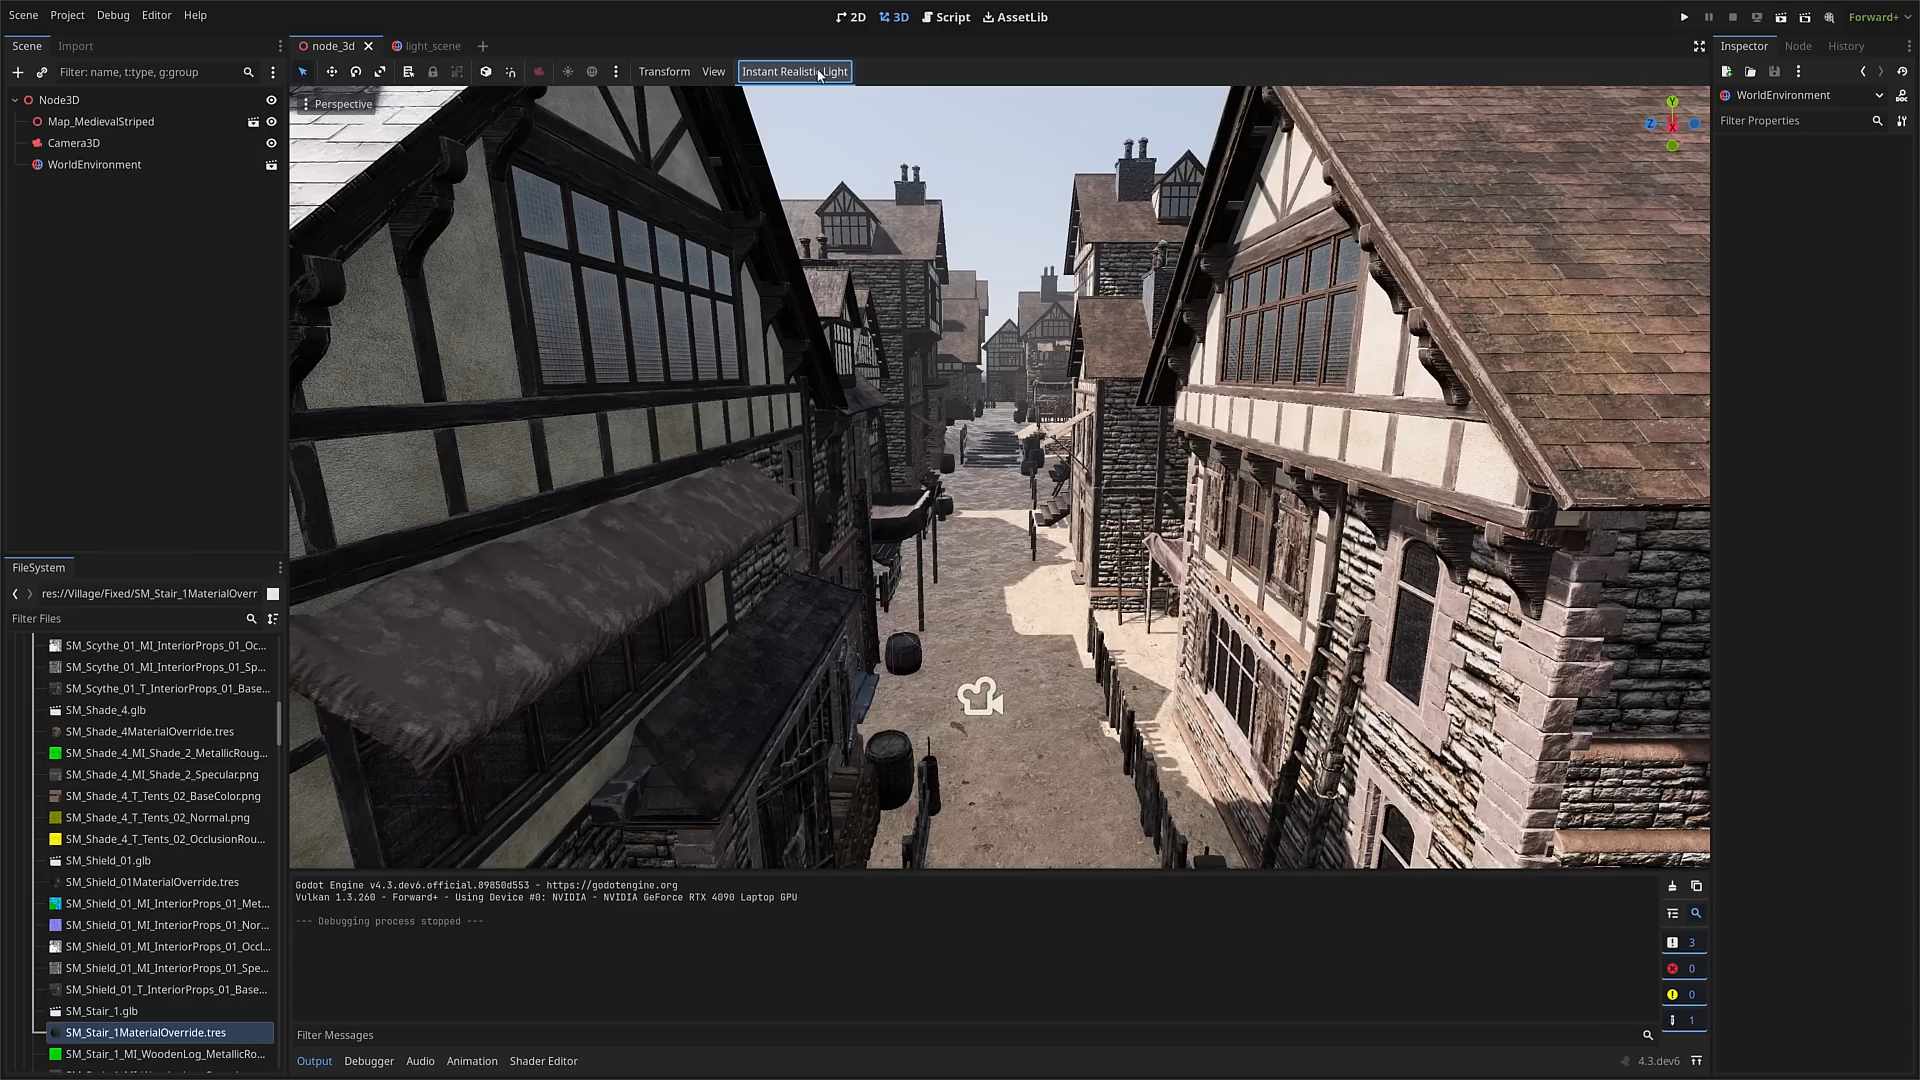 Scene Project Debug Editor Help
2D 3D Script AssetLib
Forward+
Scene Import
node_3d light_scene
Inspector Node History
Filter: name, t:type, g:group
Transform View Instant Realistic Light
Perspective
Y
Z
X
WorldEnvironment
Filter Properties
Node3D
Map_MedievalStriped
Camera3D
WorldEnvironment
FileSystem
res://Village/Fixed/SM_Stair_1MaterialOverr
Filter Files
SM_Scythe_01_MI_InteriorProps_01_Oc...
SM_Scythe_01_MI_InteriorProps_01_Sp...
SM_Scythe_01_T_InteriorProps_01_Base...
SM_Shade_4.glb
SM_Shade_4MaterialOverride.tres
SM_Shade_4_MI_Shade_2_MetallicRoug...
SM_Shade_4_MI_Shade_2_Specular.png
SM_Shade_4_T_Tents_02_BaseColor.png
SM_Shade_4_T_Tents_02_Normal.png
SM_Shade_4_T_Tents_02_OcclusionRou...
SM_Shield_01.glb
SM_Shield_01MaterialOverride.tres
SM_Shield_01_MI_InteriorProps_01_Met...
SM_Shield_01_MI_InteriorProps_01_Nor...
SM_Shield_01_MI_InteriorProps_01_Occl...
SM_Shield_01_MI_InteriorProps_01_Spe...
SM_Shield_01_T_InteriorProps_01_Base...
SM_Stair_1.glb
SM_Stair_1MaterialOverride.tres
SM_Stair_1_MI_WoodenLog_MetallicRo...
Godot Engine v4.3.dev6.official.89850d553 - https://godotengine.org
Vulkan 1.3.260 - Forward+ - Using Device #0: NVIDIA - NVIDIA GeForce RTX 4090 Laptop GPU
--- Debugging process stopped ---
3
0
0
1
Filter Messages
Output Debugger Audio Animation Shader Editor
4.3.dev6